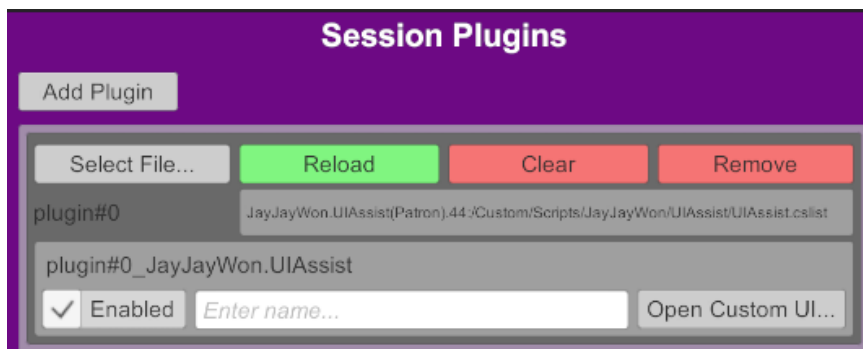 Session Plugins
Add Plugin
Select File... Reload Clear Remove
plugin#0 JayJayWon.UIAssist(Patron).44:/Custom/Scripts/JayJayWon/UIAssist/UIAssist.cslist
plugin#0_JayJayWon.UIAssist
Enabled Enter name... Open Custom UI...